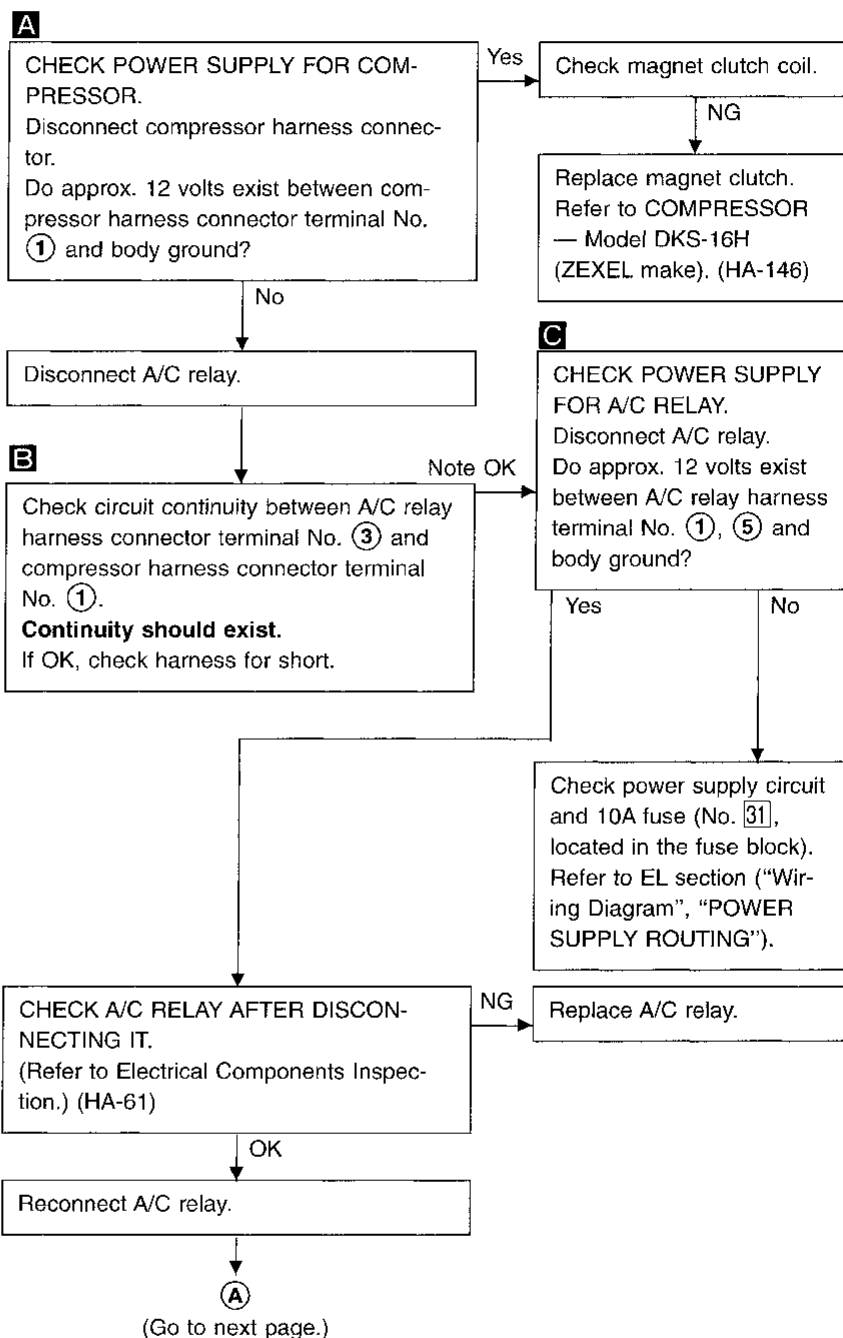 A
CHECK POWER SUPPLY FOR COM-
PRESSOR.
Disconnect compressor harness connec-
tor.
Do approx. 12 volts exist between com-
pressor harness connector terminal No.
① and body ground?
Yes
Check magnet clutch coil.
NG
Replace magnet clutch.
Refer to COMPRESSOR
— Model DKS-16H
(ZEXEL make). (HA-146)
No
Disconnect A/C relay.
B
Check circuit continuity between A/C relay
harness connector terminal No. ③ and
compressor harness connector terminal
No. ①.
Continuity should exist.
If OK, check harness for short.
Note OK
C
CHECK POWER SUPPLY
FOR A/C RELAY.
Disconnect A/C relay.
Do approx. 12 volts exist
between A/C relay harness
terminal No. ①, ⑤ and
body ground?
Yes
No
Check power supply circuit
and 10A fuse (No. 31,
located in the fuse block).
Refer to EL section (“Wir-
ing Diagram”, “POWER
SUPPLY ROUTING”).
CHECK A/C RELAY AFTER DISCON-
NECTING IT.
(Refer to Electrical Components Inspec-
tion.) (HA-61)
NG
Replace A/C relay.
OK
Reconnect A/C relay.
Ⓐ
(Go to next page.)